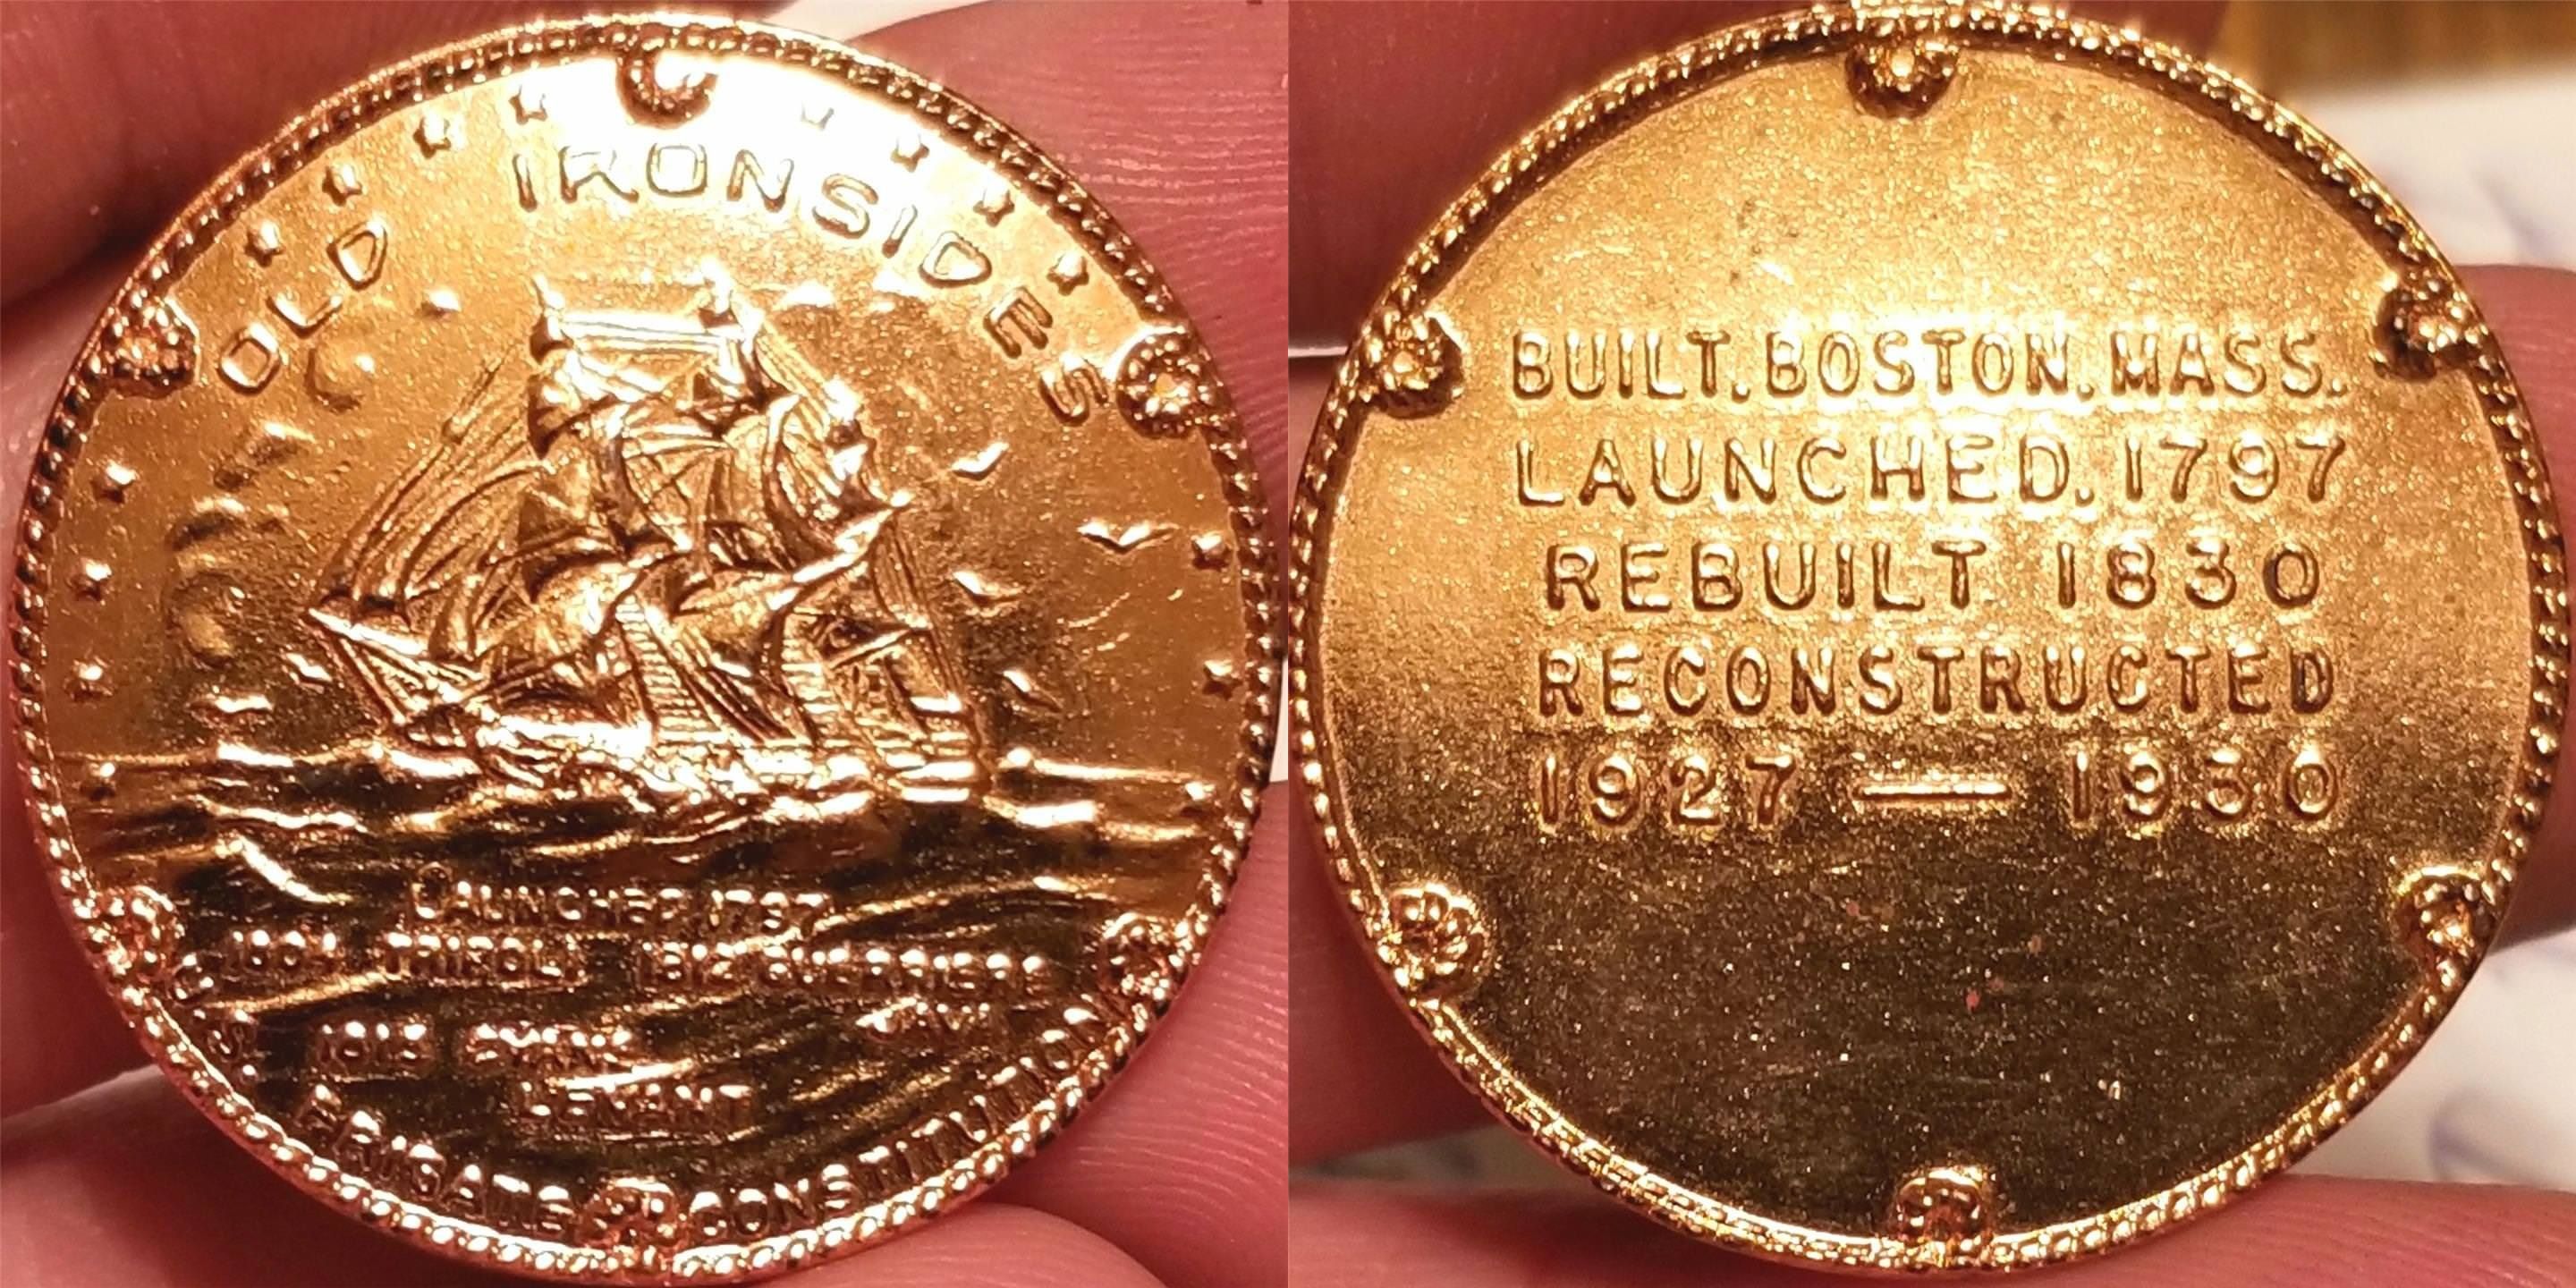 OLD IRONSIDES
LAUNCHED, 1797
1804 TRIPOLI 1812 GUERRIERE
JAVA
1815 CYANE
LEVANT
U.S. FRIGATE CONSTITUTION
BUILT. BOSTON. MASS.
LAUNCHED. 1797
REBUILT 1830
RECONSTRUCTED
1927 — 1930